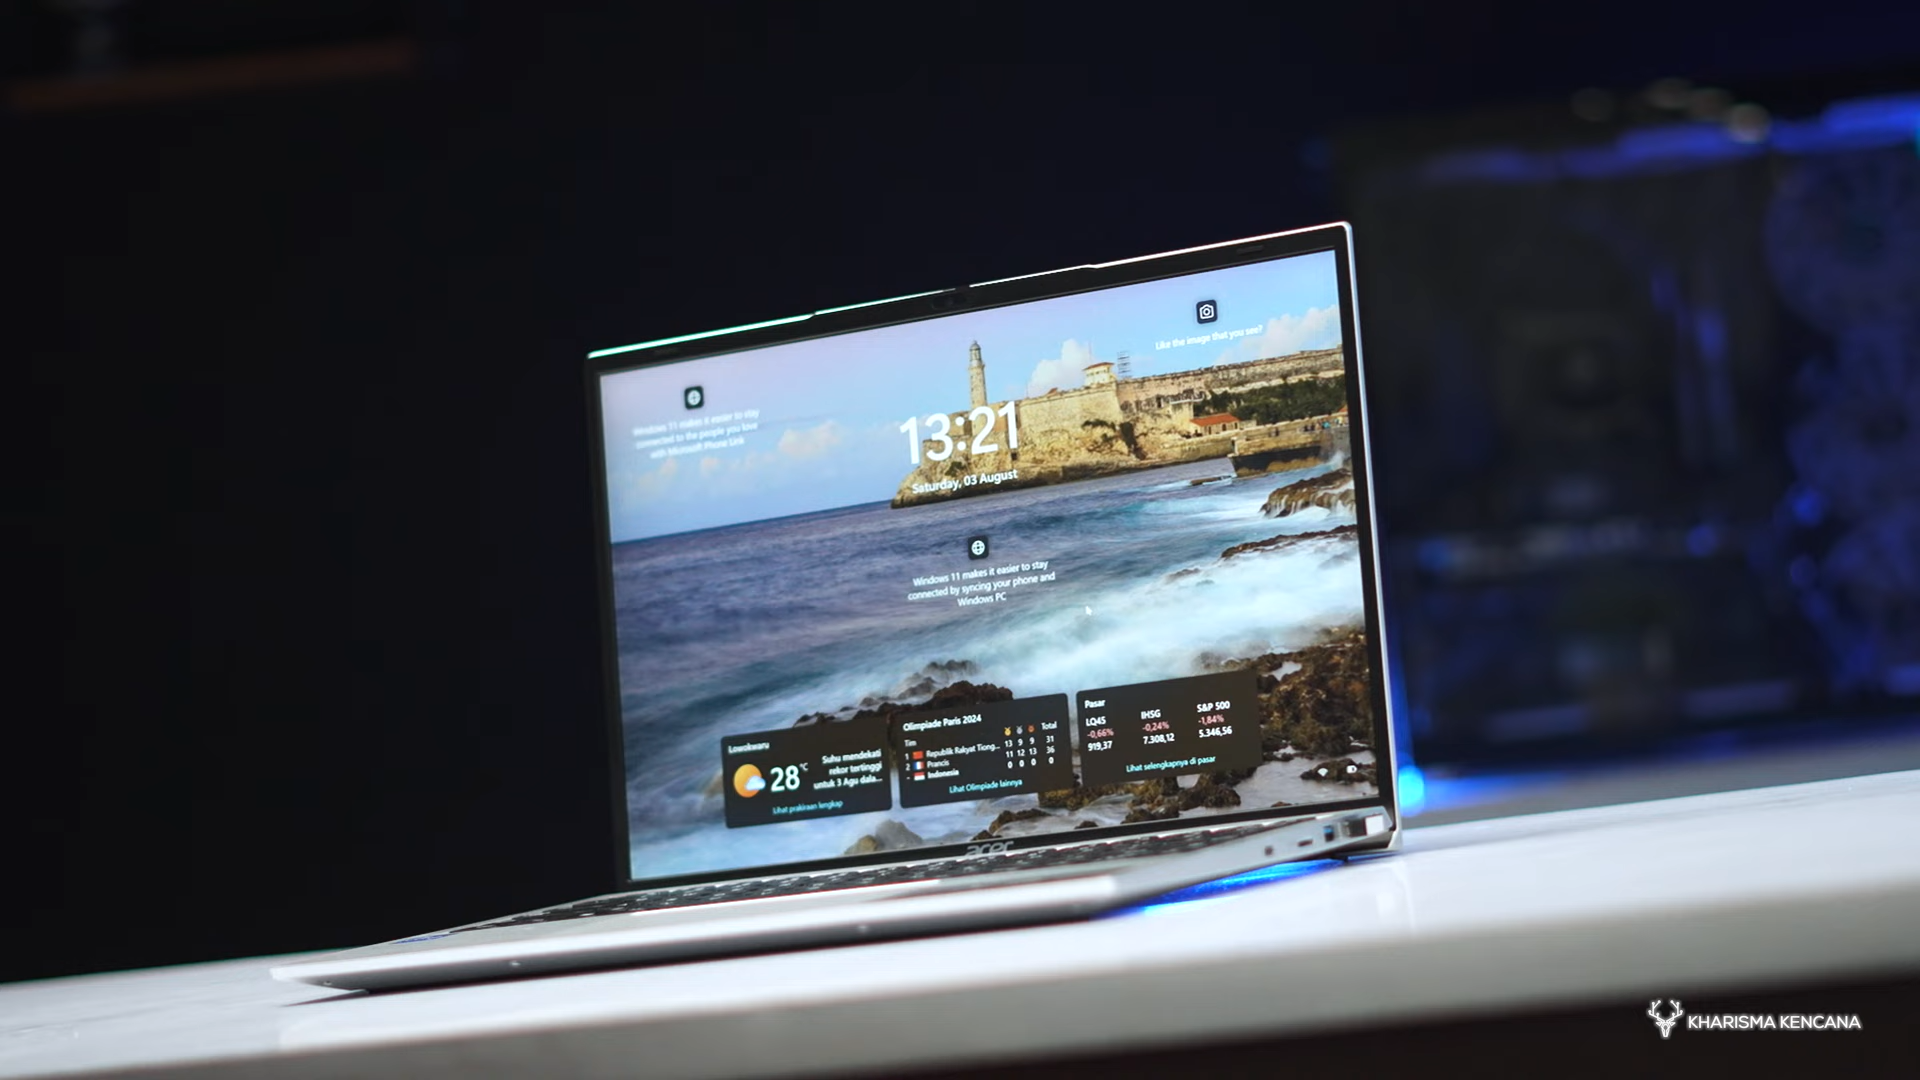 Like the image that you see?
Windows 11 makes it easier to stay
connected to the people you love
with Microsoft Phone Link
13:21
Saturday, 03 August
Windows 11 makes it easier to stay
connected by syncing your phone and
Windows PC
Lowokwaru
28°C
Suhu mendekati
rekor tertinggi
untuk 3 Agu dala...
Lihat prakiraan lengkap
Olimpiade Paris 2024
Tim Total
1 Republik Rakyat Tiong... 13 9 9 31
2 Prancis 11 12 13 36
- Indonesia 0 0 0 0
Lihat Olimpiade lainnya
Pasar
LQ45 IHSG S&P 500
-0,66% -0,24% -1,84%
919,37 7.308,12 5.346,56
Lihat selengkapnya di pasar
acer
KHARISMA KENCANA